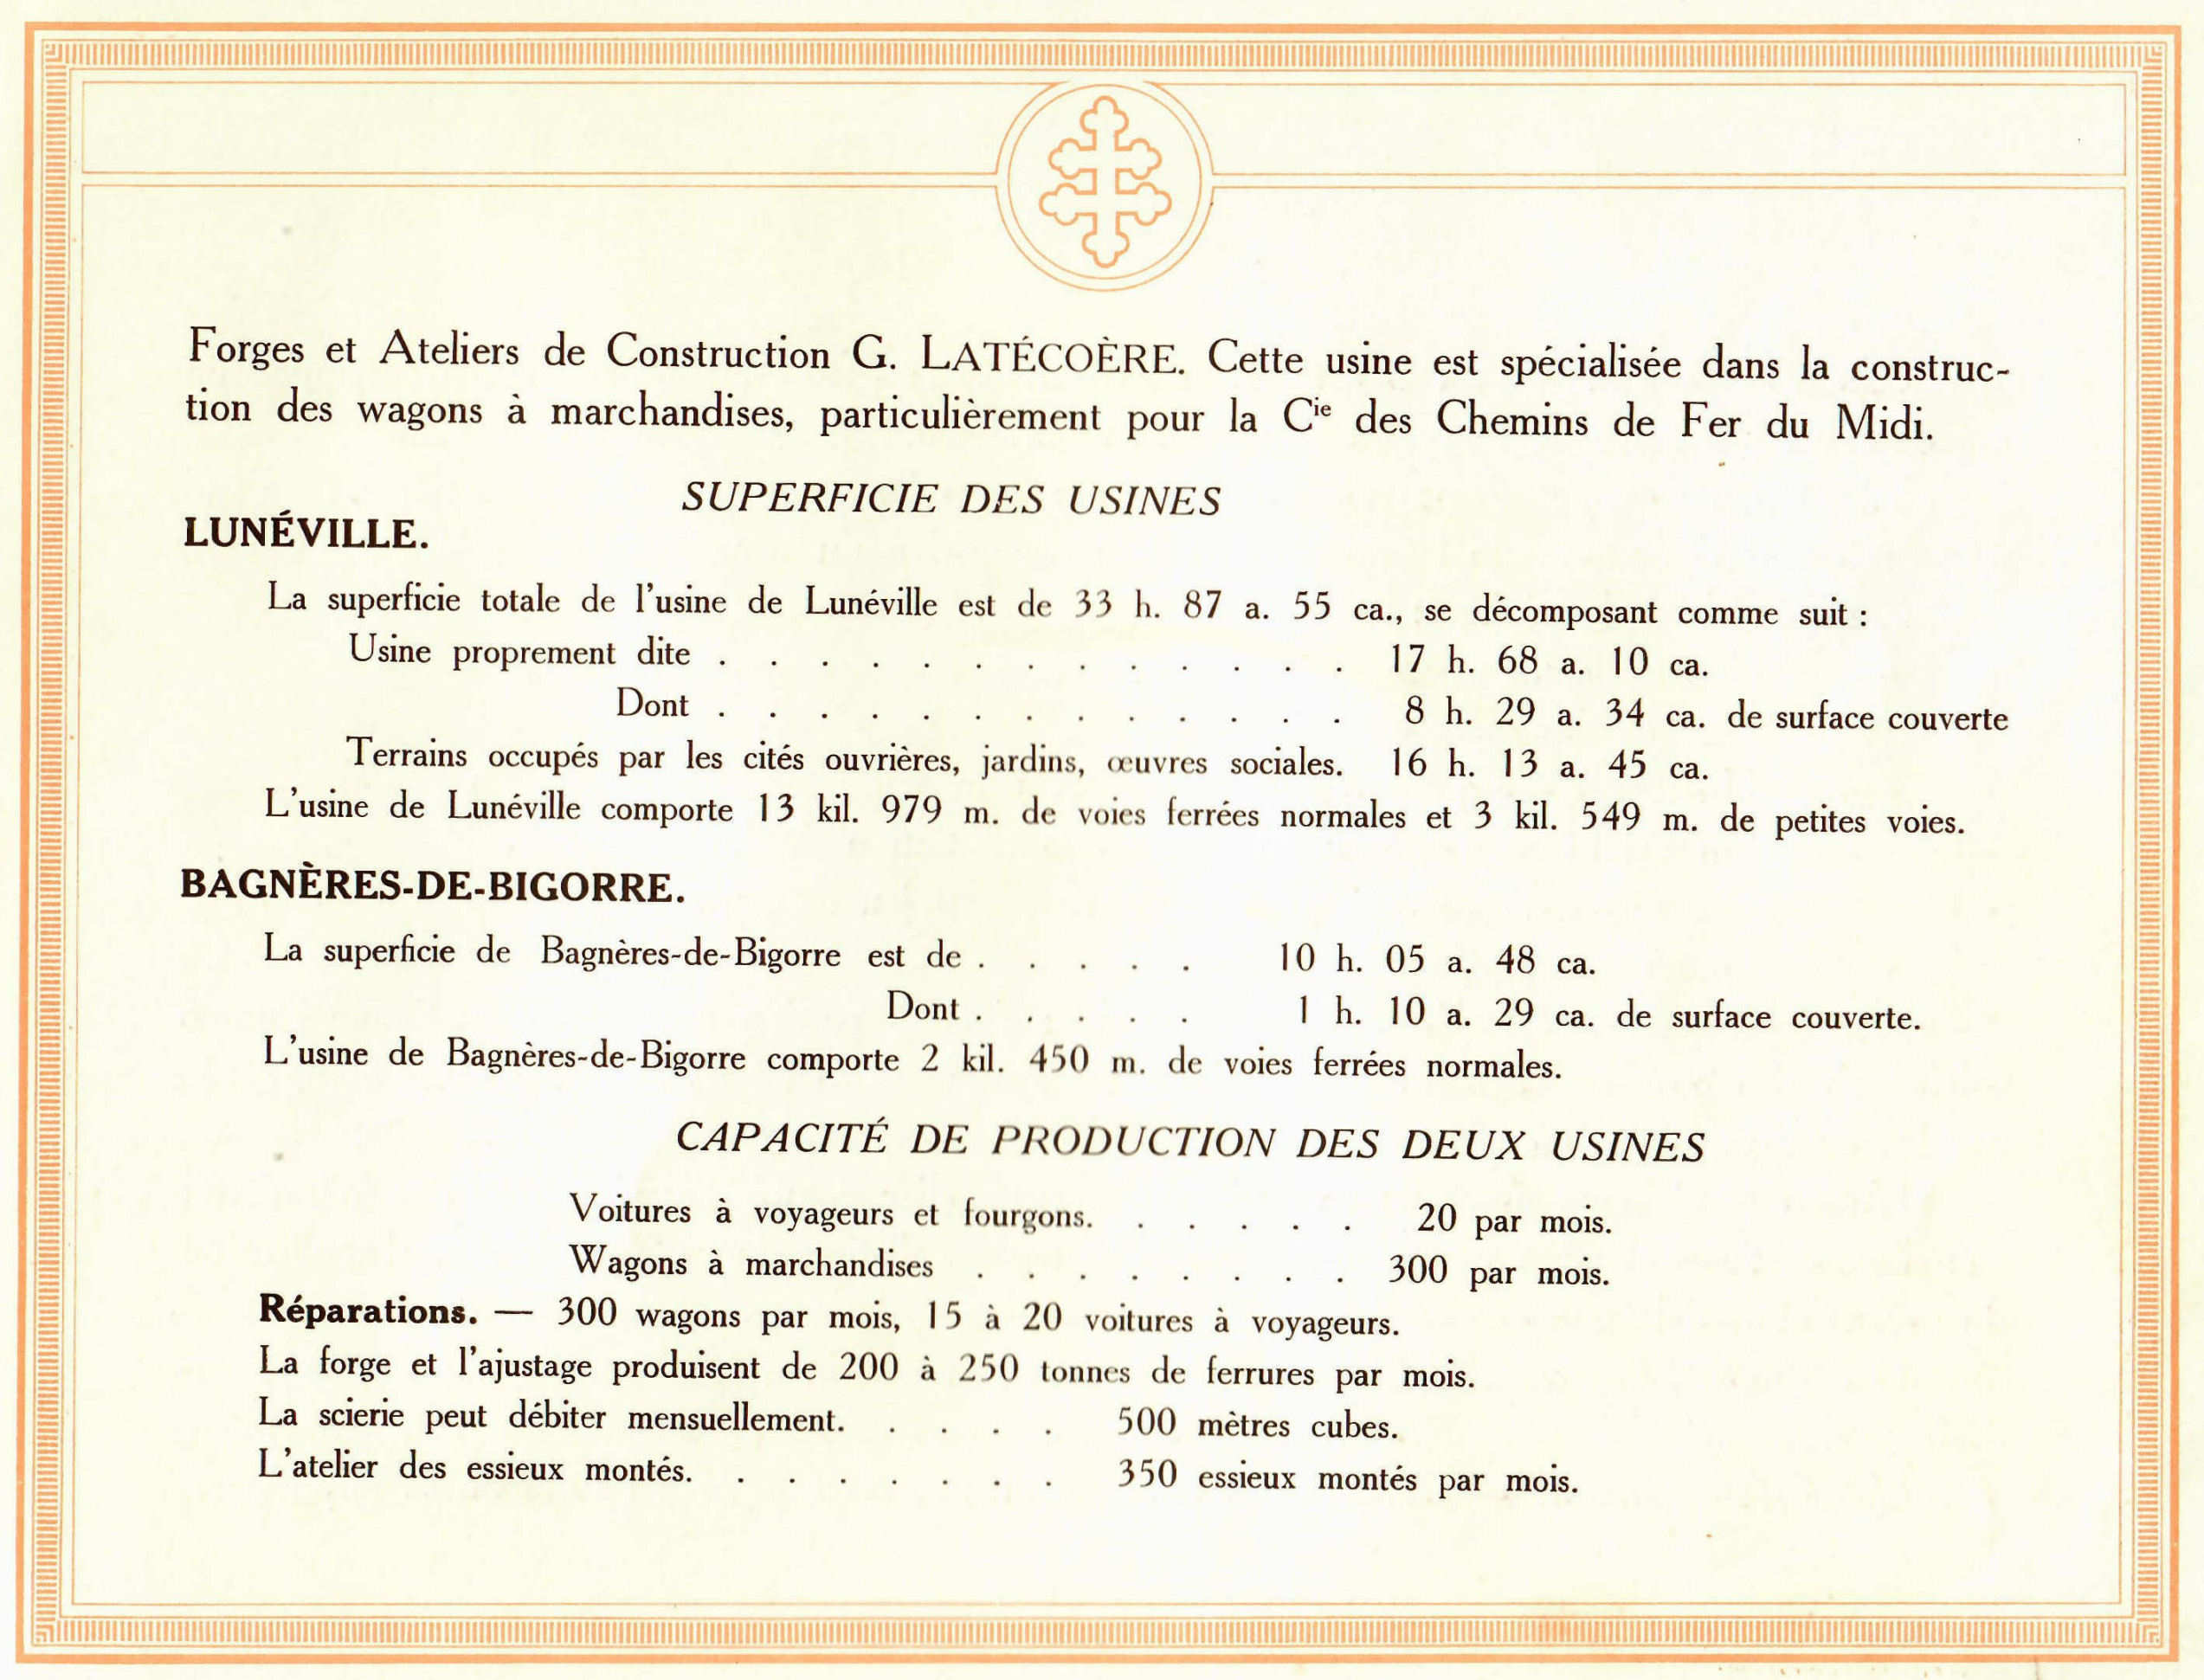 Forges et Ateliers de Construction G. LATÉCOÈRE. Cette usine est spécialisée dans la construc-
tion des wagons à marchandises, particulièrement pour la Cie des Chemins de Fer du Midi.
SUPERFICIE DES USINES
LUNÉVILLE.
La superficie totale de l'usine de Lunéville est de 33 h. 87 a. 55 ca., se décomposant comme suit :
Usine proprement dite . . . . . . . . . . . . . 17 h. 68 a. 10 ca.
Dont . . . . . . . . . . . . . 8 h. 29 a. 34 ca. de surface couverte
Terrains occupés par les cités ouvrières, jardins, œuvres sociales. 16 h. 13 a. 45 ca.
L'usine de Lunéville comporte 13 kil. 979 m. de voies ferrées normales et 3 kil. 549 m. de petites voies.
BAGNÈRES-DE-BIGORRE.
La superficie de Bagnères-de-Bigorre est de . . . . . 10 h. 05 a. 48 ca.
Dont . . . . . 1 h. 10 a. 29 ca. de surface couverte.
L'usine de Bagnères-de-Bigorre comporte 2 kil. 450 m. de voies ferrées normales.
CAPACITÉ DE PRODUCTION DES DEUX USINES
Voitures à voyageurs et fourgons. . . . . . 20 par mois.
Wagons à marchandises . . . . . . . . 300 par mois.
Réparations. — 300 wagons par mois, 15 à 20 voitures à voyageurs.
La forge et l'ajustage produisent de 200 à 250 tonnes de ferrures par mois.
La scierie peut débiter mensuellement. . . . . 500 mètres cubes.
L'atelier des essieux montés. . . . . . . . 350 essieux montés par mois.